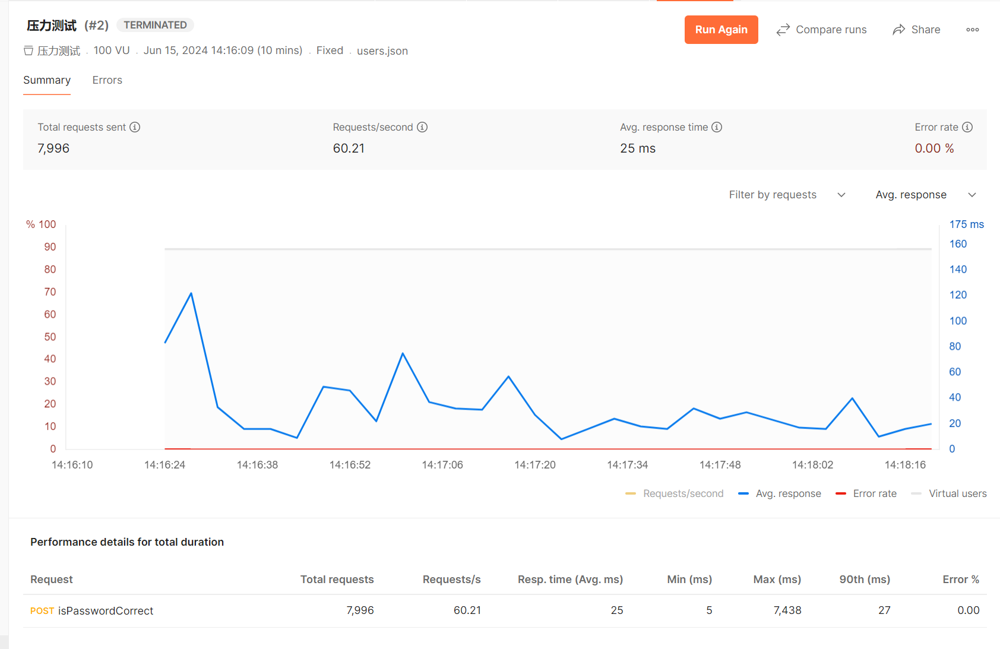 压力测试 (#2) TERMINATED
Run Again Compare runs Share
压力测试 . 100 VU . Jun 15, 2024 14:16:09 (10 mins) . Fixed . users.json
Summary Errors
Total requests sent Requests/second Avg. response time Error rate
7,996 60.21 25 ms 0.00 %
Filter by requests Avg. response
% 100 175 ms
90 160
80 140
70 120
60
50 100
40 80
30 60
20 40
10 20
0 0
14:16:10 14:16:24 14:16:38 14:16:52 14:17:06 14:17:20 14:17:34 14:17:48 14:18:02 14:18:16
Requests/second Avg. response Error rate Virtual users
Performance details for total duration
Request Total requests Requests/s Resp. time (Avg. ms) Min (ms) Max (ms) 90th (ms) Error %
POST isPasswordCorrect 7,996 60.21 25 5 7,438 27 0.00